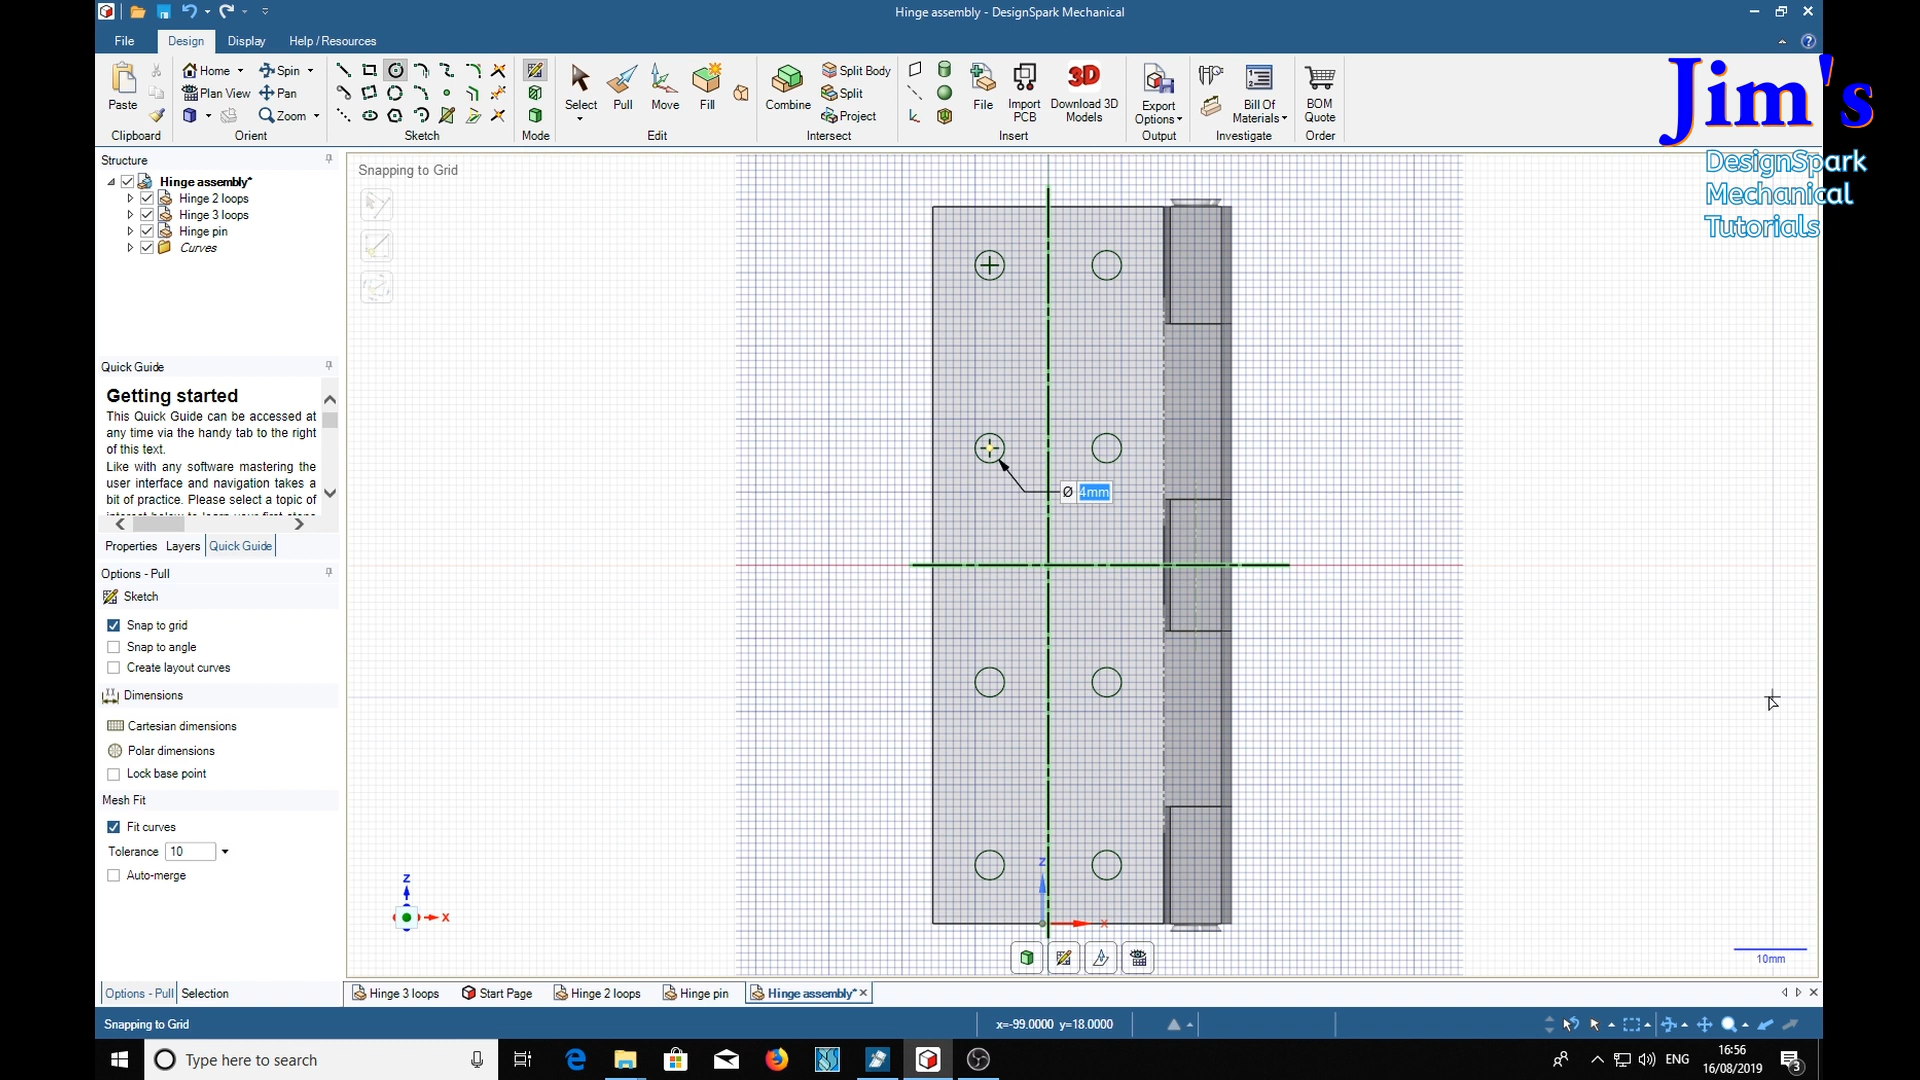 Hinge assembly - DesignSpark Mechanical
File
Design
Display
Help / Resources
Paste
Clipboard
Home
Spin
Plan View
Pan
Zoom
Orient
Sketch
Mode
Select
Pull
Move
Fill
Edit
Combine
Split Body
Split
Project
Intersect
File
Import
PCB
Download 3D
Models
3D
Insert
Export
Options
Output
Bill Of
Materials
Investigate
BOM
Quote
Order
Jim's
DesignSpark
Mechanical
Tutorials
Structure
Hinge assembly*
Hinge 2 loops
Hinge 3 loops
Hinge pin
Curves
Quick Guide
Getting started
This Quick Guide can be accessed at
any time via the handy tab to the right
of this text.
Like with any software mastering the
user interface and navigation takes a
bit of practice. Please select a topic of
Properties
Layers
Quick Guide
Options - Pull
Sketch
Snap to grid
Snap to angle
Create layout curves
Dimensions
Cartesian dimensions
Polar dimensions
Lock base point
Mesh Fit
Fit curves
Tolerance 10
Auto-merge
Options - Pull
Selection
Snapping to Grid
Ø 4mm
Z
X
Z
X
10mm
Hinge 3 loops
Start Page
Hinge 2 loops
Hinge pin
Hinge assembly*
Snapping to Grid
x=-99.0000 y=18.0000
Type here to search
ENG
16:56
16/08/2019
3